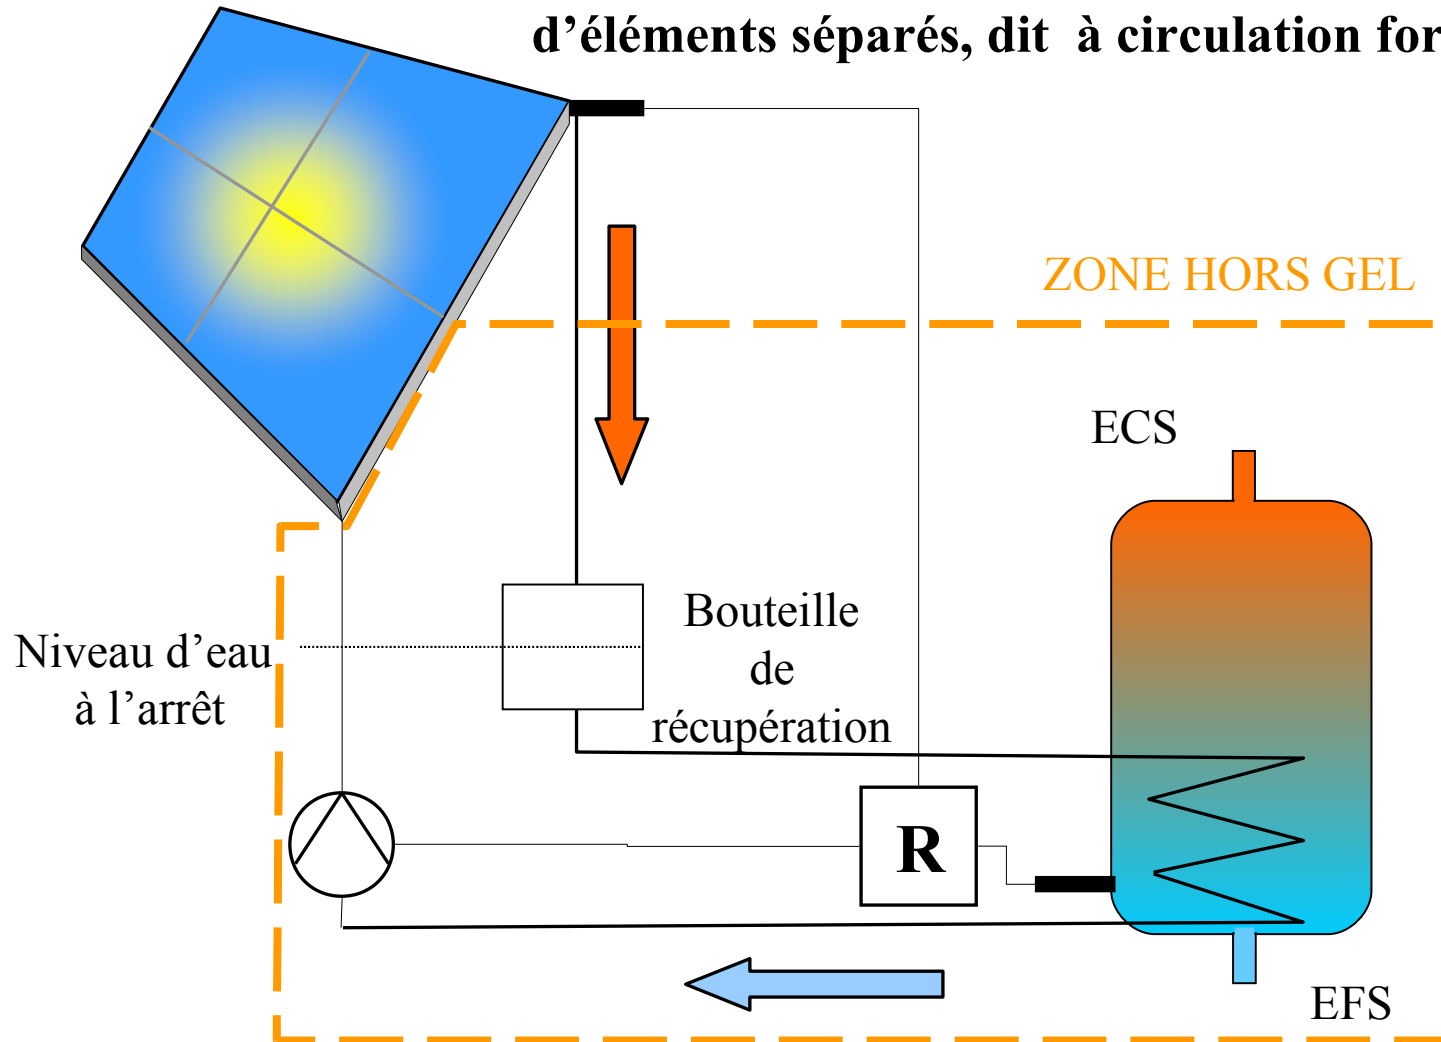 d’éléments séparés, dit à circulation for
ZONE HORS GEL
ECS
Bouteille
de
récupération
Niveau d’eau
à l’arrêt
R
EFS